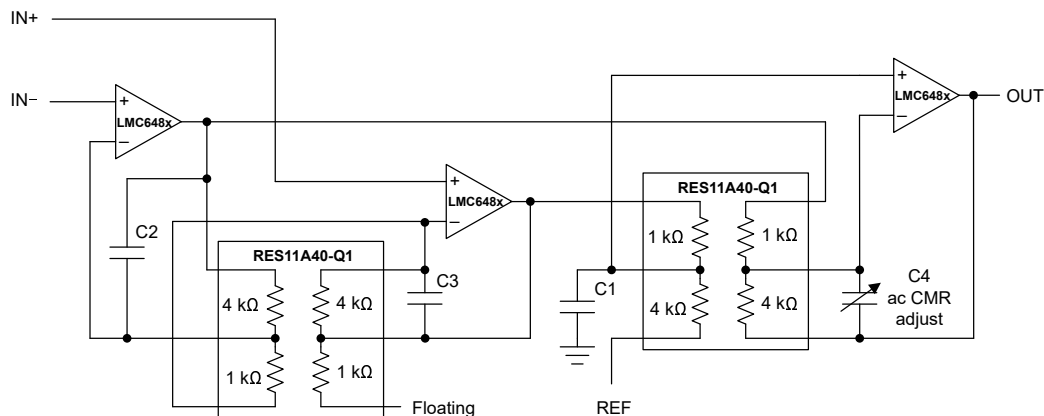 IN+
IN−
+
LMC648x
−
+
LMC648x
−
OUT
+
LMC648x
−
RES11A40-Q1
1 kΩ
1 kΩ
4 kΩ
4 kΩ
C2
C3
C1
C4
ac CMR
adjust
RES11A40-Q1
4 kΩ
4 kΩ
1 kΩ
1 kΩ
Floating
REF